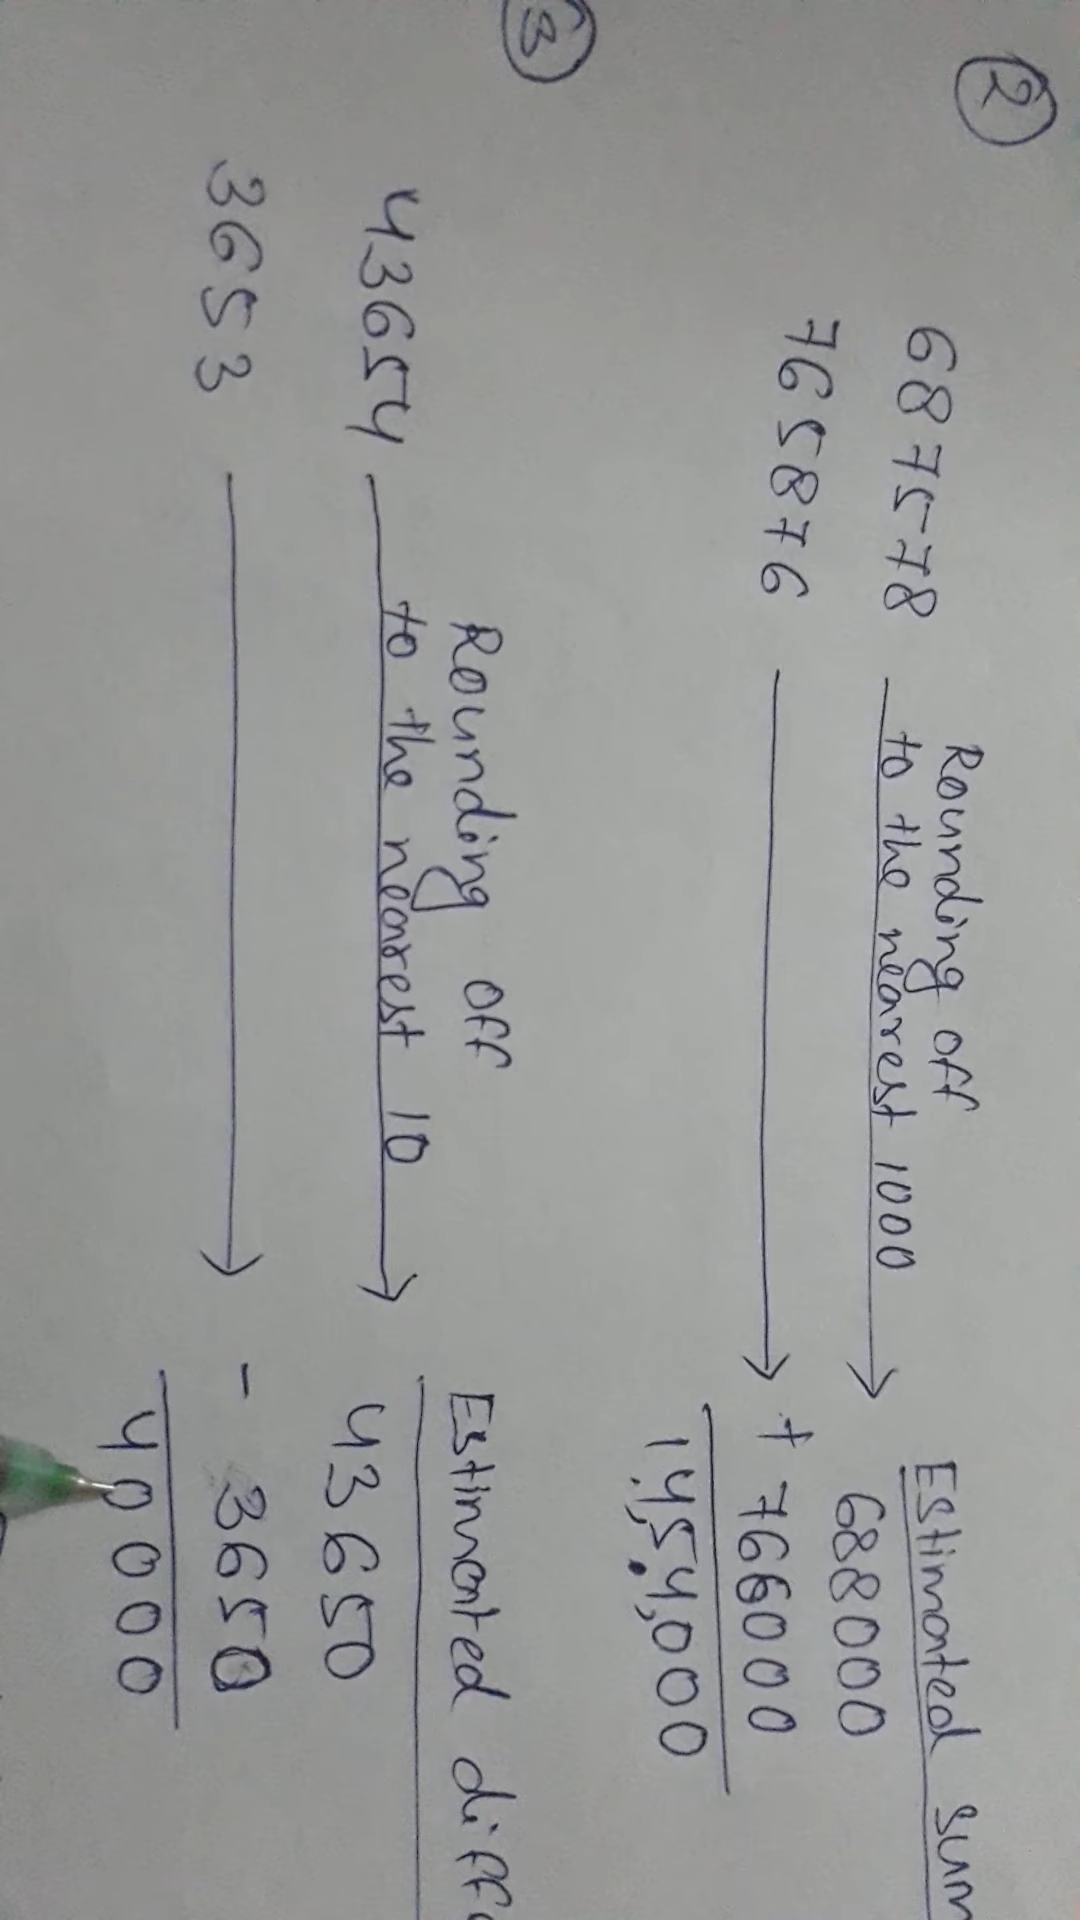 ②
Estimated sum
687578 Rounding off to the nearest 1000 → 688000
765876 → + 766000
14,54,000
③
Estimated diff
43654 Rounding off to the nearest 10 → 43650
3653 → - 3650
40000